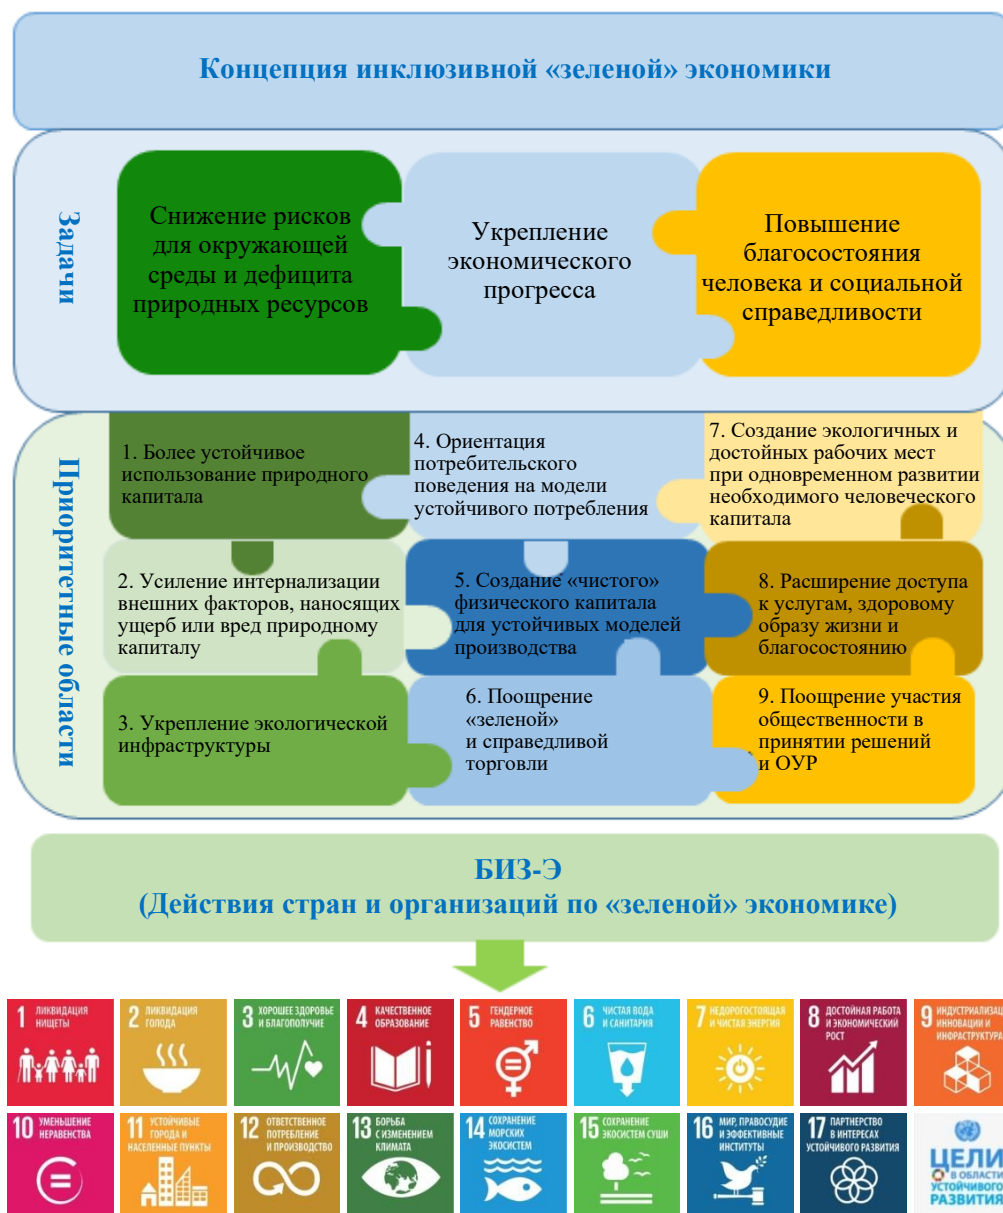 Концепция инклюзивной «зеленой» экономики
Задачи
Снижение рисков
для окружающей
среды и дефицита
природных ресурсов
Укрепление
экономического
прогресса
Повышение
благосостояния
человека и социальной
справедливости
Приоритетные области
1. Более устойчивое
использование природного
капитала
4. Ориентация
потребительского
поведения на модели
устойчивого потребления
7. Создание экологичных и
достойных рабочих мест
при одновременном развитии
необходимого человеческого
капитала
2. Усиление интернализации
внешних факторов, наносящих
ущерб или вред природному
капиталу
5. Создание «чистого»
физического капитала
для устойчивых моделей
производства
8. Расширение доступа
к услугам, здоровому
образу жизни и
благосостоянию
3. Укрепление экологической
инфраструктуры
6. Поощрение
«зеленой»
и справедливой
торговли
9. Поощрение участия
общественности в
принятии решений
и ОУР
БИЗ-Э
(Действия стран и организаций по «зеленой» экономике)
1 ЛИКВИДАЦИЯ
НИЩЕТЫ
2 ЛИКВИДАЦИЯ
ГОЛОДА
3 ХОРОШЕЕ ЗДОРОВЬЕ
И БЛАГОПОЛУЧИЕ
4 КАЧЕСТВЕННОЕ
ОБРАЗОВАНИЕ
5 ГЕНДЕРНОЕ
РАВЕНСТВО
6 ЧИСТАЯ ВОДА
И САНИТАРИЯ
7 НЕДОРОГОСТОЯЩАЯ
И ЧИСТАЯ ЭНЕРГИЯ
8 ДОСТОЙНАЯ РАБОТА
И ЭКОНОМИЧЕСКИЙ
РОСТ
9 ИНДУСТРИАЛИЗАЦ
ИННОВАЦИИ И
ИНФРАСТРУКТУРА
10 УМЕНЬШЕНИЕ
НЕРАВЕНСТВА
11 УСТОЙЧИВЫЕ
ГОРОДА И
НАСЕЛЕННЫЕ ПУНКТЫ
12 ОТВЕТСТВЕННОЕ
ПОТРЕБЛЕНИЕ
И ПРОИЗВОДСТВО
13 БОРЬБА
С ИЗМЕНЕНИЕМ
КЛИМАТА
14 СОХРАНЕНИЕ
МОРСКИХ
ЭКОСИСТЕМ
15 СОХРАНЕНИЕ
ЭКОСИСТЕМ СУШИ
16 МИР, ПРАВОСУДИЕ
И ЭФФЕКТИВНЫЕ
ИНСТИТУТЫ
17 ПАРТНЕРСТВО
В ИНТЕРЕСАХ
УСТОЙЧИВОГО РАЗВИТИЯ
ЦЕЛИ
В ОБЛАСТИ
УСТОЙЧИВОГО
РАЗВИТИЯ